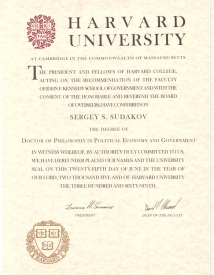 HARVARD
UNIVERSITY
AT CAMBRIDGE IN THE COMMONWEALTH OF MASSACHUSETTS
THE PRESIDENT AND FELLOWS OF HARVARD COLLEGE,
ACTING ON THE RECOMMENDATION OF THE FACULTY
OF JOHN F. KENNEDY SCHOOL OF GOVERNMENT AND WITH THE
CONSENT OF THE HONORABLE AND REVEREND THE BOARD
OF OVERSEERS, HAVE CONFERRED ON
SERGEY S. SUDAKOV
THE DEGREE OF
DOCTOR OF PHILOSOPHY IN POLITICAL ECONOMY AND GOVERNMENT
IN WITNESS WHEREOF, BY AUTHORITY DULY COMMITTED TO US,
WE HAVE HEREUNDER PLACED OUR NAMES AND THE UNIVERSITY
SEAL ON THIS TWENTY-FIFTH DAY OF JUNE IN THE YEAR OF
OUR LORD, TWO THOUSAND FIVE AND OF HARVARD UNIVERSITY
THE THREE HUNDRED AND SIXTY-NINTH.
PRESIDENT
DEAN OF THE FACULTY